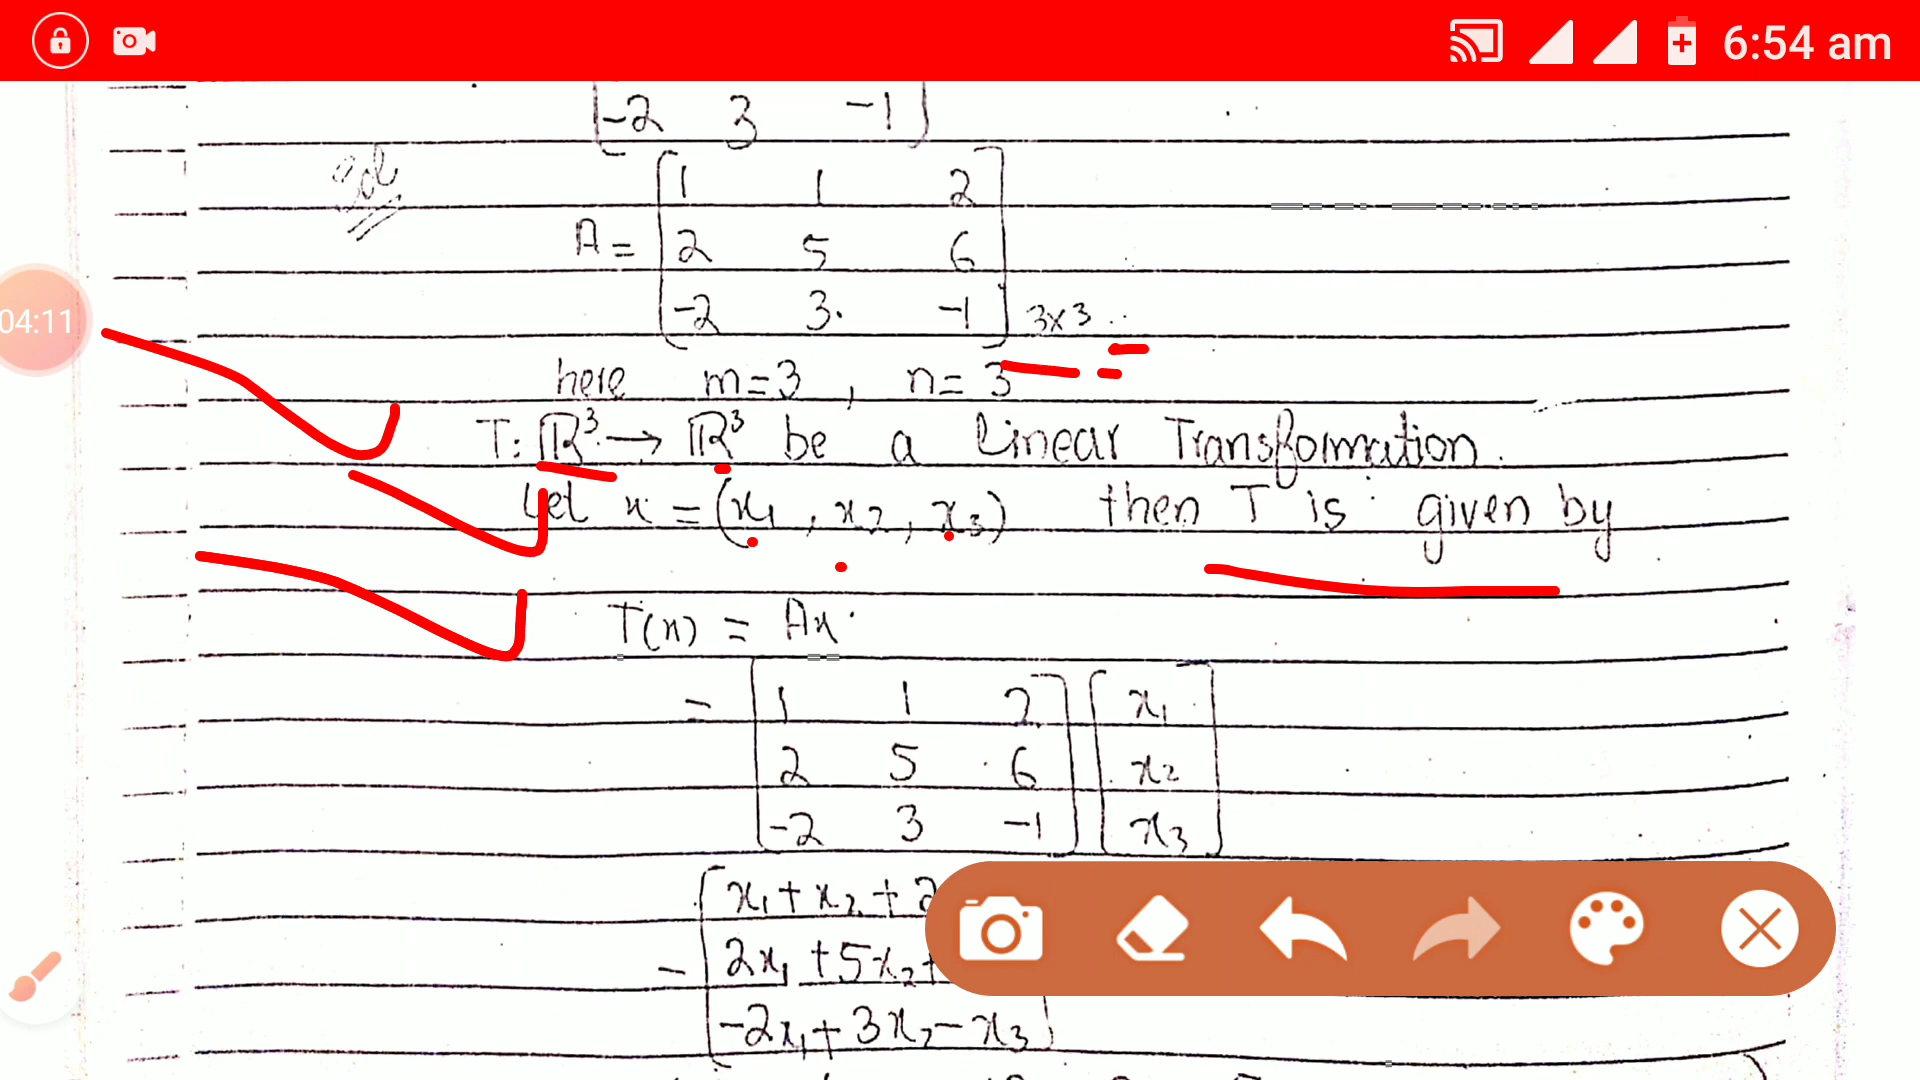 6:54 am
-2 3 -1
Sol
A = [1 1 2
2 5 6
-2 3 -1] 3x3
04:11
here m=3 , n=3
T: ℝ³ → ℝ³ be a Linear Transformation.
Let x = (x₁ , x₂ , x₃) then T is given by
T(x) = Ax
= [1 1 2] [x₁]
[2 5 6] [x₂]
[-2 3 -1] [x₃]
x₁ + x₂ + 2
= 2x₁ + 5x₂ +
-2x₁ + 3x₂ - x₃